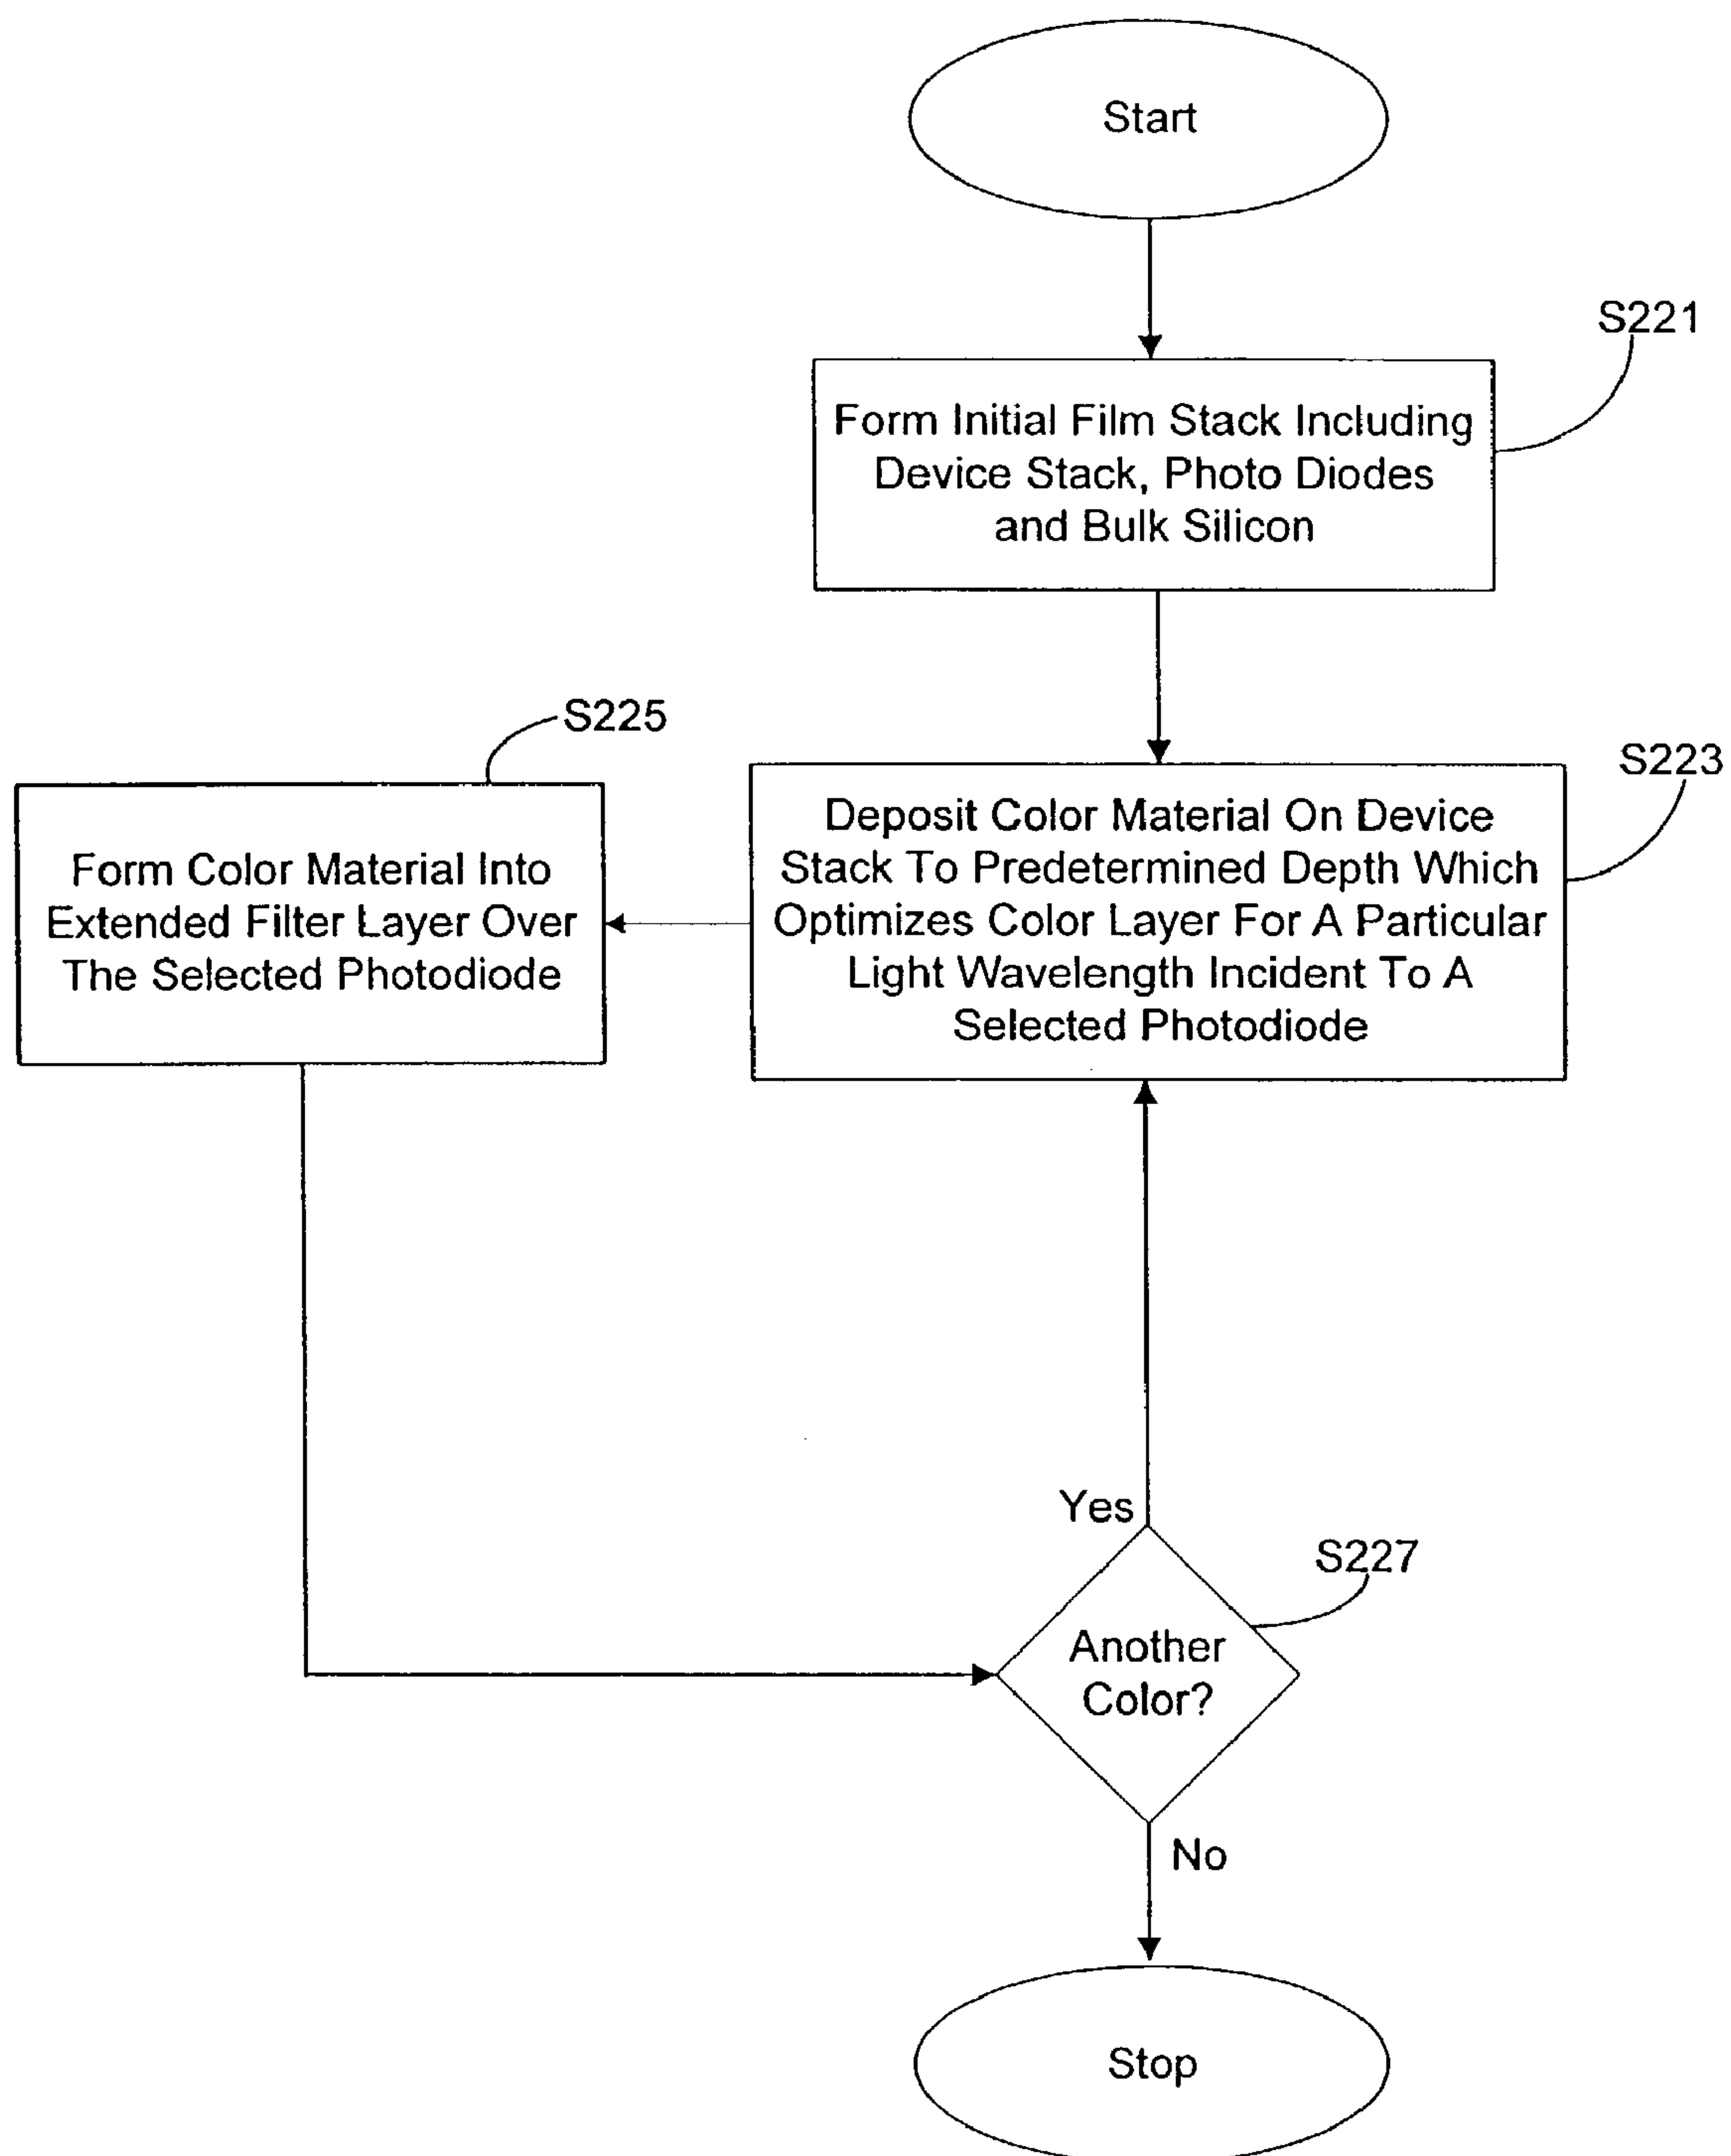 Start
S221
Form Initial Film Stack Including
Device Stack, Photo Diodes
and Bulk Silicon
S225
S223
Form Color Material Into
Extended Filter Layer Over
The Selected Photodiode
Deposit Color Material On Device
Stack To Predetermined Depth Which
Optimizes Color Layer For A Particular
Light Wavelength Incident To A
Selected Photodiode
Yes
S227
Another
Color?
No
Stop